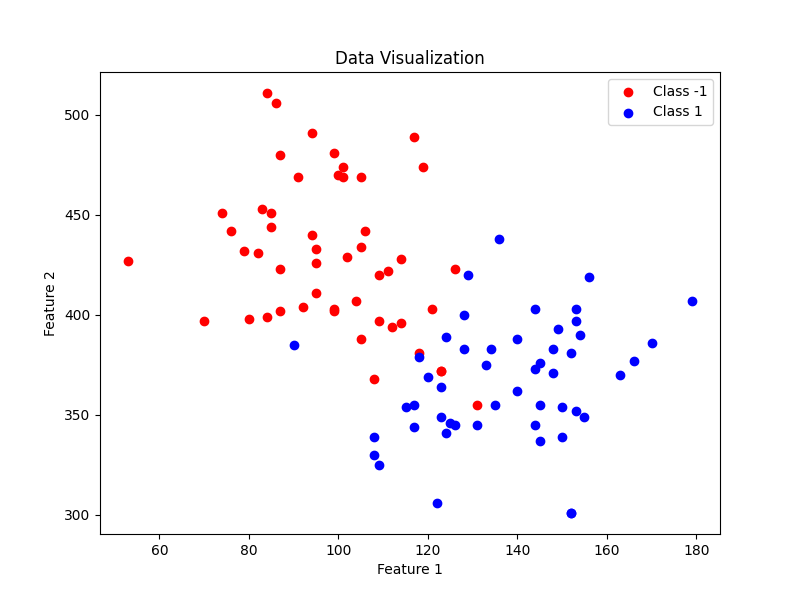 Data Visualization
Class -1
Class 1
500
450
400
350
300
Feature 2
60 80 100 120 140 160 180
Feature 1